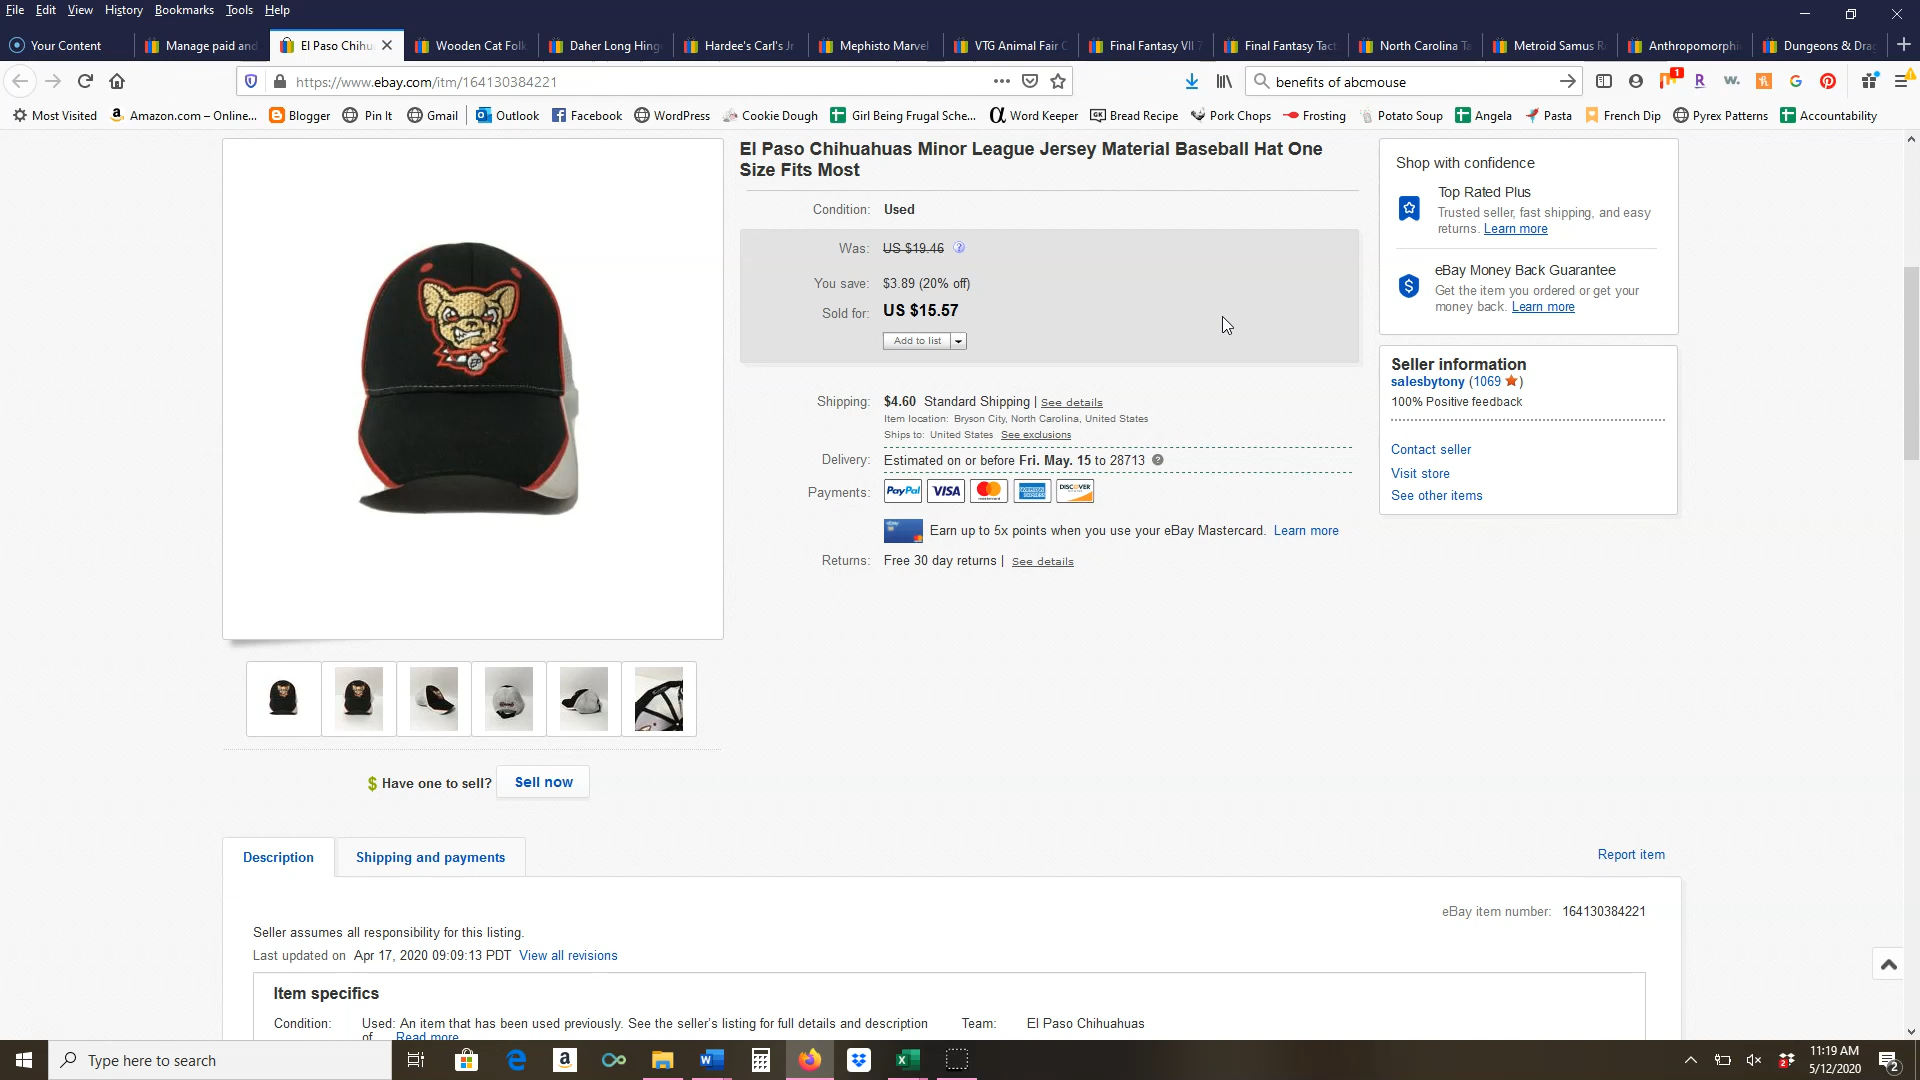 File Edit View History Bookmarks Tools Help
Your Content
Manage paid and
El Paso Chihu
Wooden Cat Folk
Daher Long Hing
Hardee's Carl's Jr
Mephisto Marvel
VTG Animal Fair C
Final Fantasy VII 7
Final Fantasy Tact
North Carolina Ta
Metroid Samus R
Anthropomorphi
Dungeons & Drag
https://www.ebay.com/itm/164130384221
benefits of abcmouse
1
Most Visited
Amazon.com – Online...
Blogger
Pin It
Gmail
Outlook
Facebook
WordPress
Cookie Dough
Girl Being Frugal Sche...
Word Keeper
Bread Recipe
Pork Chops
Frosting
Potato Soup
Angela
Pasta
French Dip
Pyrex Patterns
Accountability
El Paso Chihuahuas Minor League Jersey Material Baseball Hat One
Size Fits Most
Condition: Used
Was: US $19.46
You save: $3.89 (20% off)
Sold for: US $15.57
Add to list
Shipping: $4.60 Standard Shipping | See details
Item location: Bryson City, North Carolina, United States
Ships to: United States See exclusions
Delivery: Estimated on or before Fri. May. 15 to 28713
Payments: PayPal VISA
DISCOVER
Earn up to 5x points when you use your eBay Mastercard. Learn more
Returns: Free 30 day returns | See details
Shop with confidence
Top Rated Plus
Trusted seller, fast shipping, and easy
returns. Learn more
eBay Money Back Guarantee
Get the item you ordered or get your
money back. Learn more
Seller information
salesbytony (1069 )
100% Positive feedback
Contact seller
Visit store
See other items
$ Have one to sell? Sell now
Description
Shipping and payments
Report item
eBay item number: 164130384221
Seller assumes all responsibility for this listing.
Last updated on Apr 17, 2020 09:09:13 PDT View all revisions
Item specifics
Condition: Used: An item that has been used previously. See the seller's listing for full details and description
of... Read more
Team: El Paso Chihuahuas
Type here to search
11:19 AM
5/12/2020
2